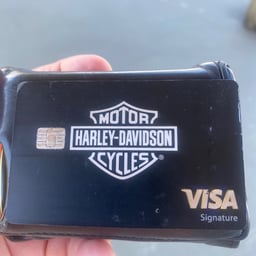 MOTOR
HARLEY-DAVIDSON
CYCLES®
VISA
Signature